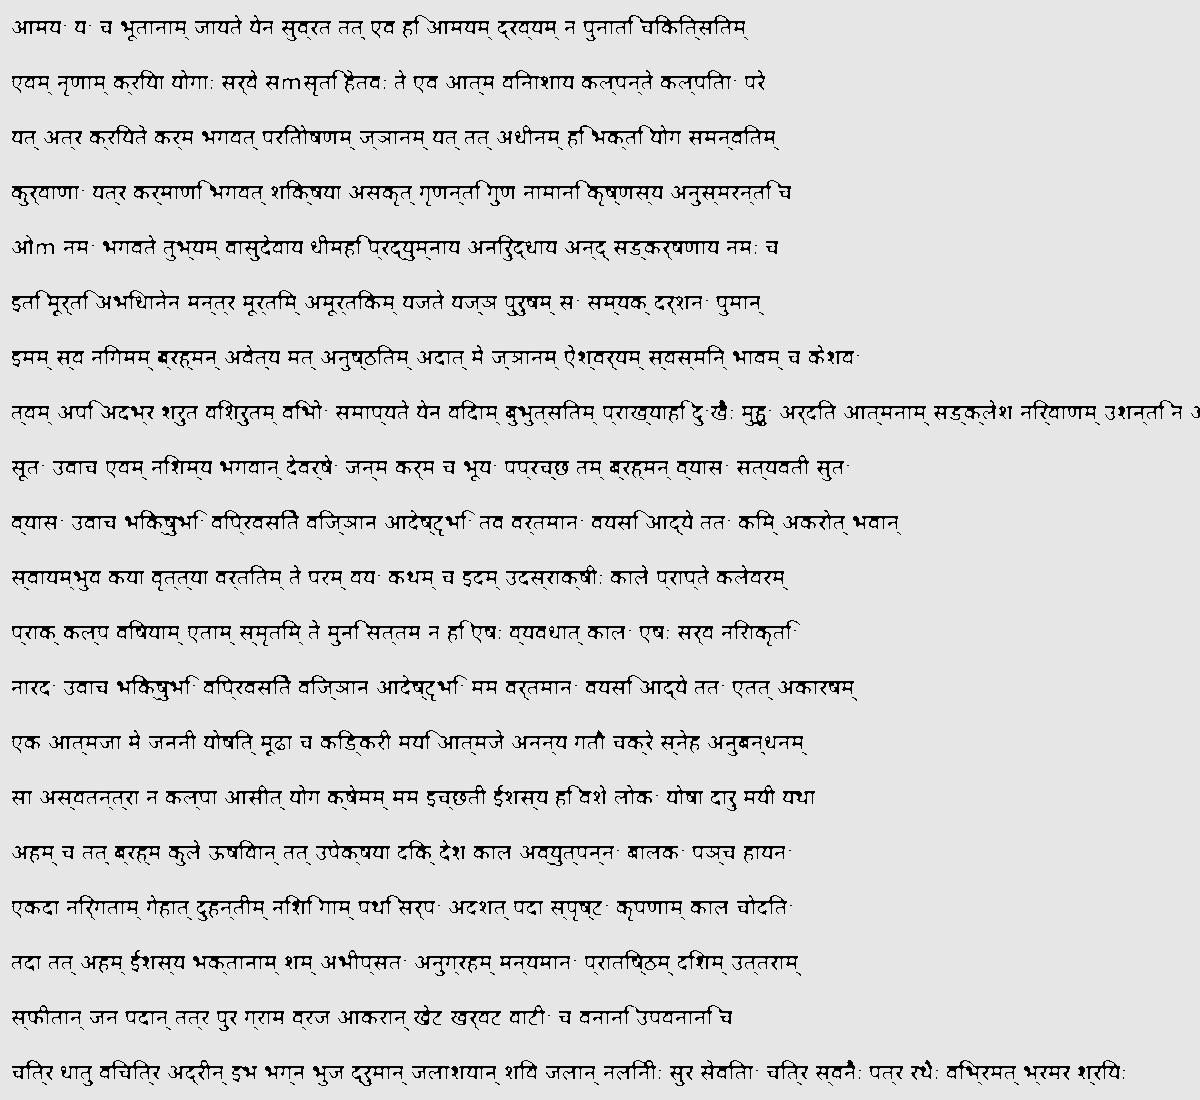 आमय· य· च भूतानाम् जायते येन सुव्रत तत् एव हि आमयम् द्रव्यम् न पुनाति चिकित्सितम्
एवम् नृणाम् क्रिया योगाः सर्वे सmसृति हेतवः ते एव आत्म विनाशाय कल्पन्ते कल्पिता· परे
यत् अत्र क्रियते कर्म भगवत् परितोषणम् ज्ञानम् यत् तत् अधीनम् हि भक्ति योग समन्वितम्
कुर्वाणा· यत्र कर्माणि भगवत् शिक्षया असकृत् गृणन्ति गुण नामानि कृष्णस्य अनुस्मरन्ति च
ओm नम· भगवते तुभ्यम् वासुदेवाय धीमहि प्रद्युम्नाय अनिरुद्धाय अन्द् सङ्कर्षणाय नमः च
इति मूर्ति अभिधानेन मन्त्र मूर्तिम् अमूर्तिकम् यजते यज्ञ पुरुषम् स· सम्यक् दर्शन· पुमान्
इमम् स्व निगमम् ब्रह्मन् अवेत्य मत् अनुष्ठितम् अदात् मे ज्ञानम् ऐश्वर्यम् स्वस्मिन् भावम् च केशव·
त्वम् अपि अदभ्र श्रुत विश्रुतम् विभो· समाप्यते येन विदाम् बुभुत्सितम् प्राख्याहि दु·खैः मुहु· अर्दित आत्मनाम् सङ्क्लेश निर्वाणम् उशन्ति न अ
सूत· उवाच एवम् निशम्य भगवान् देवर्षे· जन्म कर्म च भूय· पप्रच्छ तम् ब्रह्मन् व्यास· सत्यवती सुत·
व्यास· उवाच भिक्षुभि· विप्रवसिते विज्ञान आदेष्टृभि· तव वर्तमान· वयसि आद्ये तत· किम् अकरोत् भवान्
स्वायम्भुव कया वृत्त्या वर्तितम् ते परम् वय· कथम् च इदम् उदस्राक्षीः काले प्राप्ते कलेवरम्
प्राक् कल्प विषयाम् एताम् स्मृतिम् ते मुनि सत्तम न हि एषः व्यवधात् काल· एषः सर्व निराकृति·
नारद· उवाच भिक्षुभि· विप्रवसिते विज्ञान आदेष्टृभि· मम वर्तमान· वयसि आद्ये तत· एतत् अकारषम्
एक आत्मजा मे जननी योषित् मूढा च किङ्करी मयि आत्मजे अनन्य गतौ चक्रे स्नेह अनुबन्धनम्
सा अस्वतन्त्रा न कल्पा आसीत् योग क्षेमम् मम इच्छती ईशस्य हि वशे लोक· योषा दारु मयी यथा
अहम् च तत् ब्रह्म कुले ऊषिवान् तत् उपेक्षया दिक् देश काल अव्युत्पन्न· बालक· पञ्च हायन·
एकदा निर्गताम् गेहात् दुहन्तीम् निशि गाम् पथि सर्प· अदशत् पदा स्पृष्ट· कृपणाम् काल चोदित·
तदा तत् अहम् ईशस्य भक्तानाम् शम् अभीप्सत· अनुग्रहम् मन्यमान· प्रातिष्ठम् दिशम् उत्तराम्
स्फीतान् जन पदान् तत्र पुर ग्राम व्रज आकरान् खेट खर्वट वाटी· च वनानि उपवनानि च
चित्र धातु विचित्र अद्रीन् इभ भग्न भुज द्रुमान् जलाशयान् शिव जलान् नलिनीः सुर सेविता· चित्र स्वनैः पत्र रथैः विभ्रमत् भ्रमर श्रियः